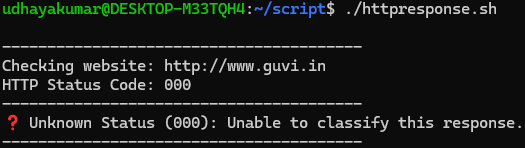 udhayakumar@DESKTOP-M33TQH4:~/script$ ./httpresponse.sh
----------------------------------------
Checking website: http://www.guvi.in
HTTP Status Code: 000
----------------------------------------
❓ Unknown Status (000): Unable to classify this response.
----------------------------------------